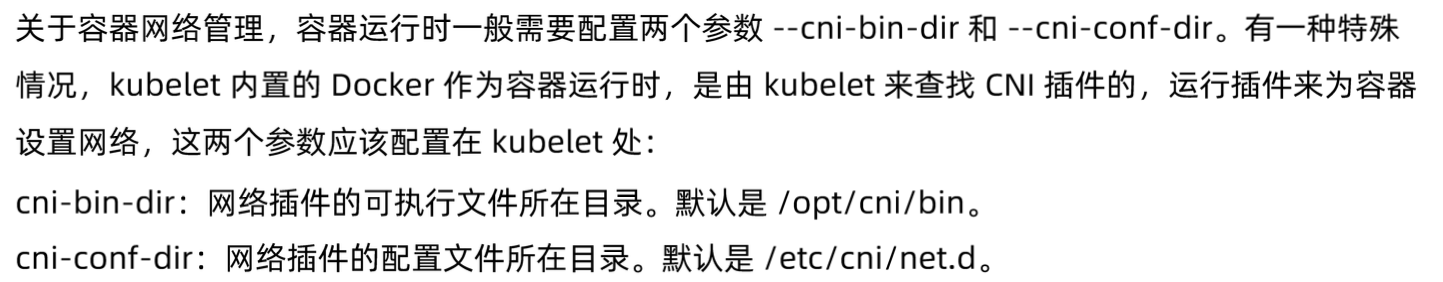 关于容器网络管理，容器运行时一般需要配置两个参数 --cni-bin-dir 和 --cni-conf-dir。有一种特殊
情况，kubelet 内置的 Docker 作为容器运行时，是由 kubelet 来查找 CNI 插件的，运行插件来为容器
设置网络，这两个参数应该配置在 kubelet 处：
cni-bin-dir：网络插件的可执行文件所在目录。默认是 /opt/cni/bin。
cni-conf-dir：网络插件的配置文件所在目录。默认是 /etc/cni/net.d。